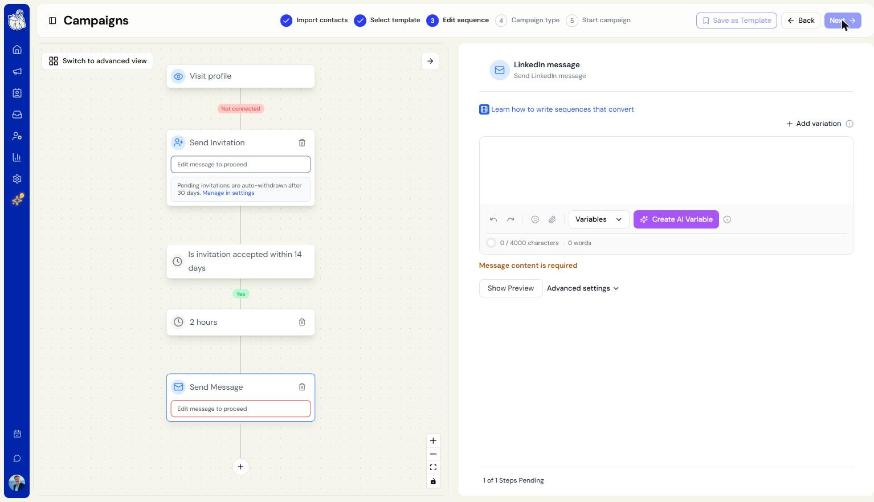 Campaigns
Import contacts
Select template
3 Edit sequence
4 Campaign type
5 Start campaign
Save as Template
Back
Switch to advanced view
Visit profile
Not connected
Send Invitation
Edit message to proceed
Pending invitations are auto-withdrawn after
30 days. Manage in settings
Is invitation accepted within 14
days
Yes
2 hours
Send Message
Edit message to proceed
LinkedIn message
Send LinkedIn message
Learn how to write sequences that convert
Add variation
Variables
Create AI Variable
0 / 4000 characters · 0 words
Message content is required
Show Preview
Advanced settings
1 of 1 Steps Pending